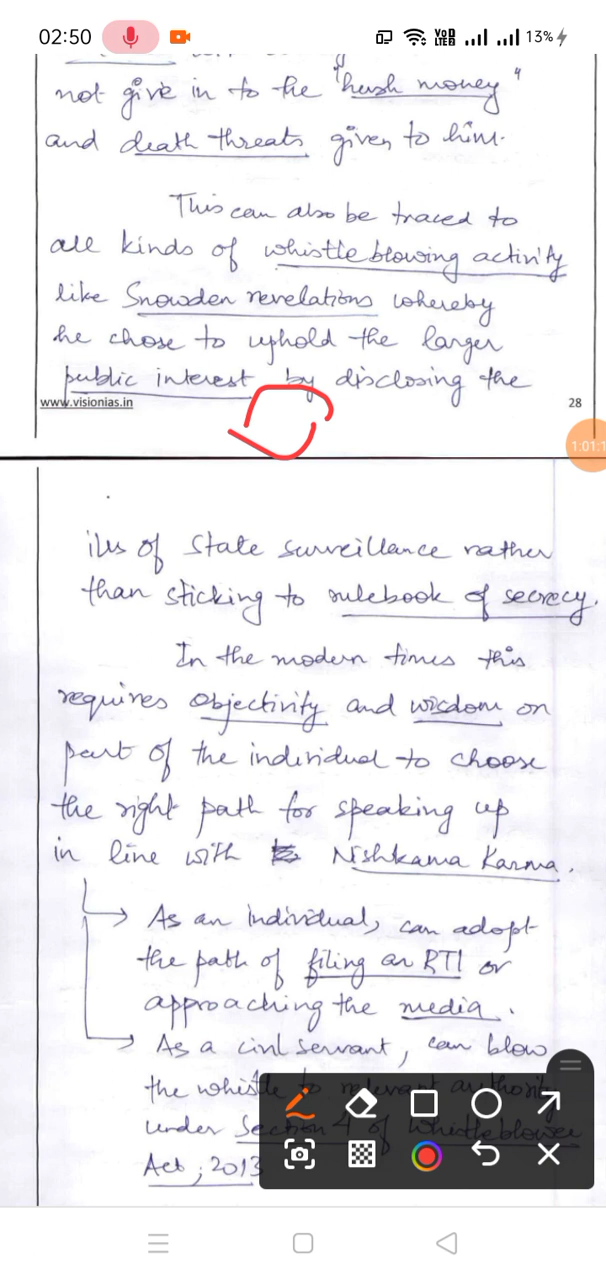 02:50
VoD LTE2
13%
not give in to the "hush money"
and death threats given to him.
This can also be traced to
all kinds of whistleblowing activity
like Snowden revelations whereby
he chose to uphold the larger
public interest by disclosing the
www.visionias.in
28
1:01:1
ills of State surveillance rather
than sticking to rulebook of secrecy.
In the modern times this
requires objectivity and wisdom on
part of the individual to choose
the right path for speaking up
in line with Nishkama Karma.
As an individual, can adopt
the path of filing an RTI or
approaching the media.
As a civil servant, can blow
the whistle to relevant authority
under Section 4 of Whistleblower
Act, 2013